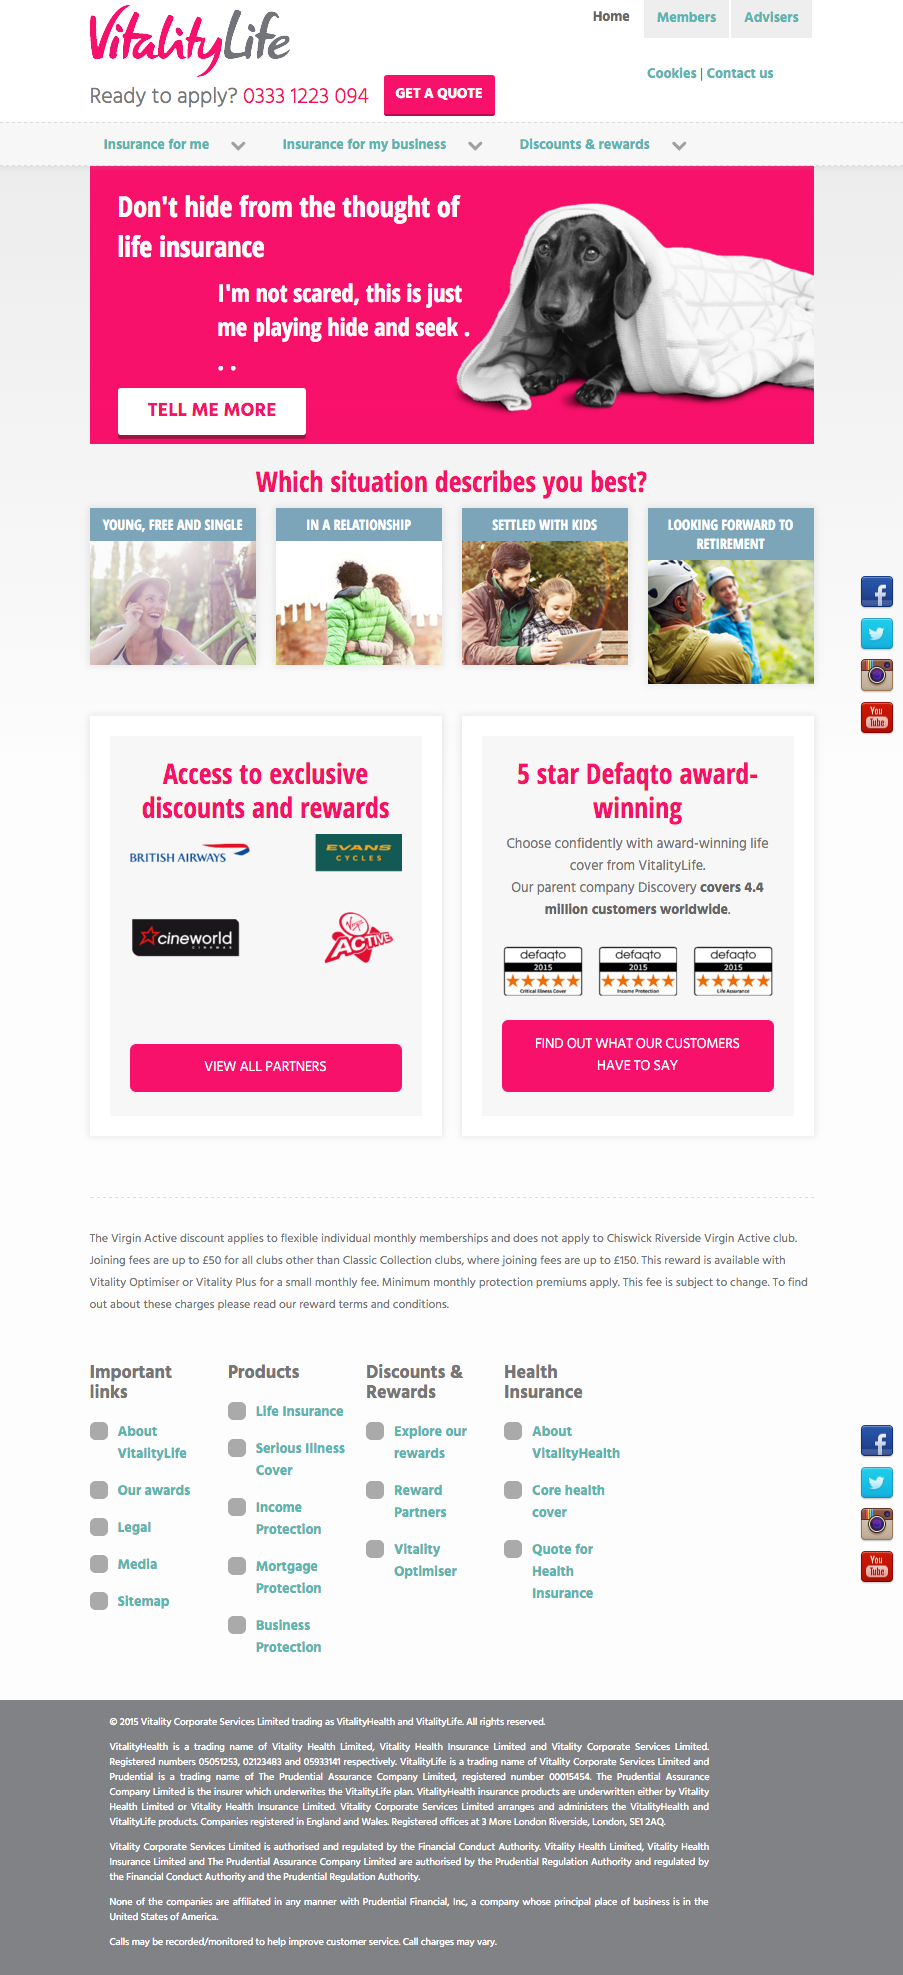 VitalityLife
Home
Members
Advisers
Cookies | Contact us
Ready to apply? 0333 1223 094
GET A QUOTE
Insurance for me
Insurance for my business
Discounts & rewards
Don't hide from the thought of
life insurance
I'm not scared, this is just
me playing hide and seek .
. .
TELL ME MORE
Which situation describes you best?
YOUNG, FREE AND SINGLE
IN A RELATIONSHIP
SETTLED WITH KIDS
LOOKING FORWARD TO
RETIREMENT
You
Tube
Access to exclusive
discounts and rewards
BRITISH AIRWAYS
EVANS
CYCLES
cineworld
CINEMAS
Virgin
ACTIVE
VIEW ALL PARTNERS
5 star Defaqto award-
winning
Choose confidently with award-winning life
cover from VitalityLife.
Our parent company Discovery covers 4.4
million customers worldwide.
defaqto
2015
Critical Illness Cover
defaqto
2015
Income Protection
defaqto
2015
Life Assurance
FIND OUT WHAT OUR CUSTOMERS
HAVE TO SAY
The Virgin Active discount applies to flexible individual monthly memberships and does not apply to Chiswick Riverside Virgin Active club.
Joining fees are up to £50 for all clubs other than Classic Collection clubs, where joining fees are up to £150. This reward is available with
Vitality Optimiser or Vitality Plus for a small monthly fee. Minimum monthly protection premiums apply. This fee is subject to change. To find
out about these charges please read our reward terms and conditions.
Important
links
About
VitalityLife
Our awards
Legal
Media
Sitemap
Products
Life Insurance
Serious Illness
Cover
Income
Protection
Mortgage
Protection
Business
Protection
Discounts &
Rewards
Explore our
rewards
Reward
Partners
Vitality
Optimiser
Health
Insurance
About
VitalityHealth
Core health
cover
Quote for
Health
Insurance
You
Tube
© 2015 Vitality Corporate Services Limited trading as VitalityHealth and VitalityLife. All rights reserved.
VitalityHealth is a trading name of Vitality Health Limited, Vitality Health Insurance Limited and Vitality Corporate Services Limited.
Registered numbers 05051253, 02123483 and 05933141 respectively. VitalityLife is a trading name of Vitality Corporate Services Limited and
Prudential is a trading name of The Prudential Assurance Company Limited, registered number 00015454. The Prudential Assurance
Company Limited is the insurer which underwrites the VitalityLife plan. VitalityHealth insurance products are underwritten either by Vitality
Health Limited or Vitality Health Insurance Limited. Vitality Corporate Services Limited arranges and administers the VitalityHealth and
VitalityLife products. Companies registered in England and Wales. Registered offices at 3 More London Riverside, London, SE1 2AQ.
Vitality Corporate Services Limited is authorised and regulated by the Financial Conduct Authority. Vitality Health Limited, Vitality Health
Insurance Limited and The Prudential Assurance Company Limited are authorised by the Prudential Regulation Authority and regulated by
the Financial Conduct Authority and the Prudential Regulation Authority.
None of the companies are affiliated in any manner with Prudential Financial, Inc, a company whose principal place of business is in the
United States of America.
Calls may be recorded/monitored to help improve customer service. Call charges may vary.